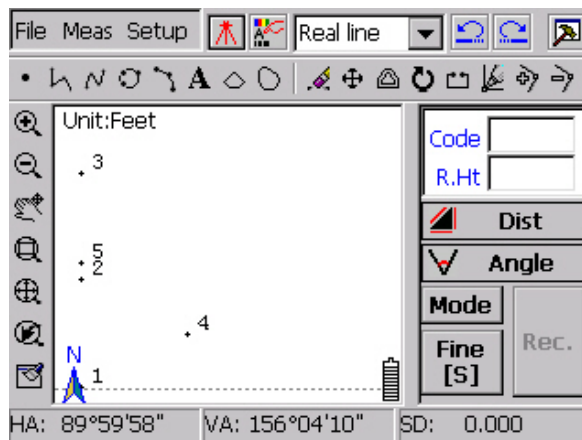 File Meas Setup Real line
A
Unit:Feet
Code
3
R.Ht
Dist
5
2
Angle
Mode
4
Fine
[S]
Rec.
N
1
HA: 89°59'58" VA: 156°04'10" SD: 0.000